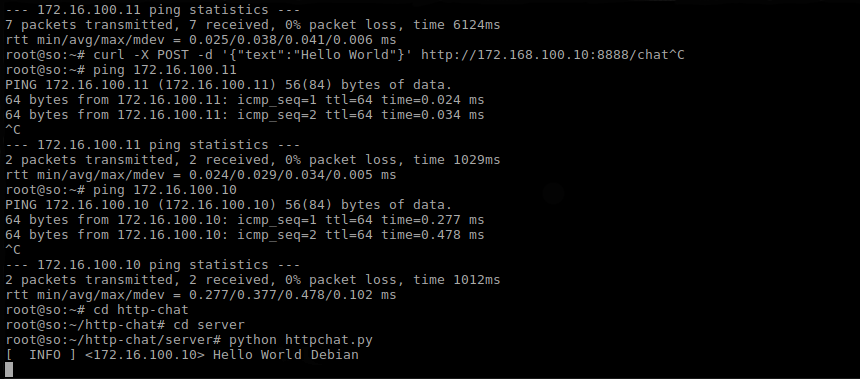 --- 172.16.100.11 ping statistics ---
7 packets transmitted, 7 received, 0% packet loss, time 6124ms
rtt min/avg/max/mdev = 0.025/0.038/0.041/0.006 ms
root@so:~# curl -X POST -d '{"text":"Hello World"}' http://172.168.100.10:8888/chat^C
root@so:~# ping 172.16.100.11
PING 172.16.100.11 (172.16.100.11) 56(84) bytes of data.
64 bytes from 172.16.100.11: icmp_seq=1 ttl=64 time=0.024 ms
64 bytes from 172.16.100.11: icmp_seq=2 ttl=64 time=0.034 ms
^C
--- 172.16.100.11 ping statistics ---
2 packets transmitted, 2 received, 0% packet loss, time 1029ms
rtt min/avg/max/mdev = 0.024/0.029/0.034/0.005 ms
root@so:~# ping 172.16.100.10
PING 172.16.100.10 (172.16.100.10) 56(84) bytes of data.
64 bytes from 172.16.100.10: icmp_seq=1 ttl=64 time=0.277 ms
64 bytes from 172.16.100.10: icmp_seq=2 ttl=64 time=0.478 ms
^C
--- 172.16.100.10 ping statistics ---
2 packets transmitted, 2 received, 0% packet loss, time 1012ms
rtt min/avg/max/mdev = 0.277/0.377/0.478/0.102 ms
root@so:~# cd http-chat
root@so:~/http-chat# cd server
root@so:~/http-chat/server# python httpchat.py
[  INFO ] <172.16.100.10> Hello World Debian